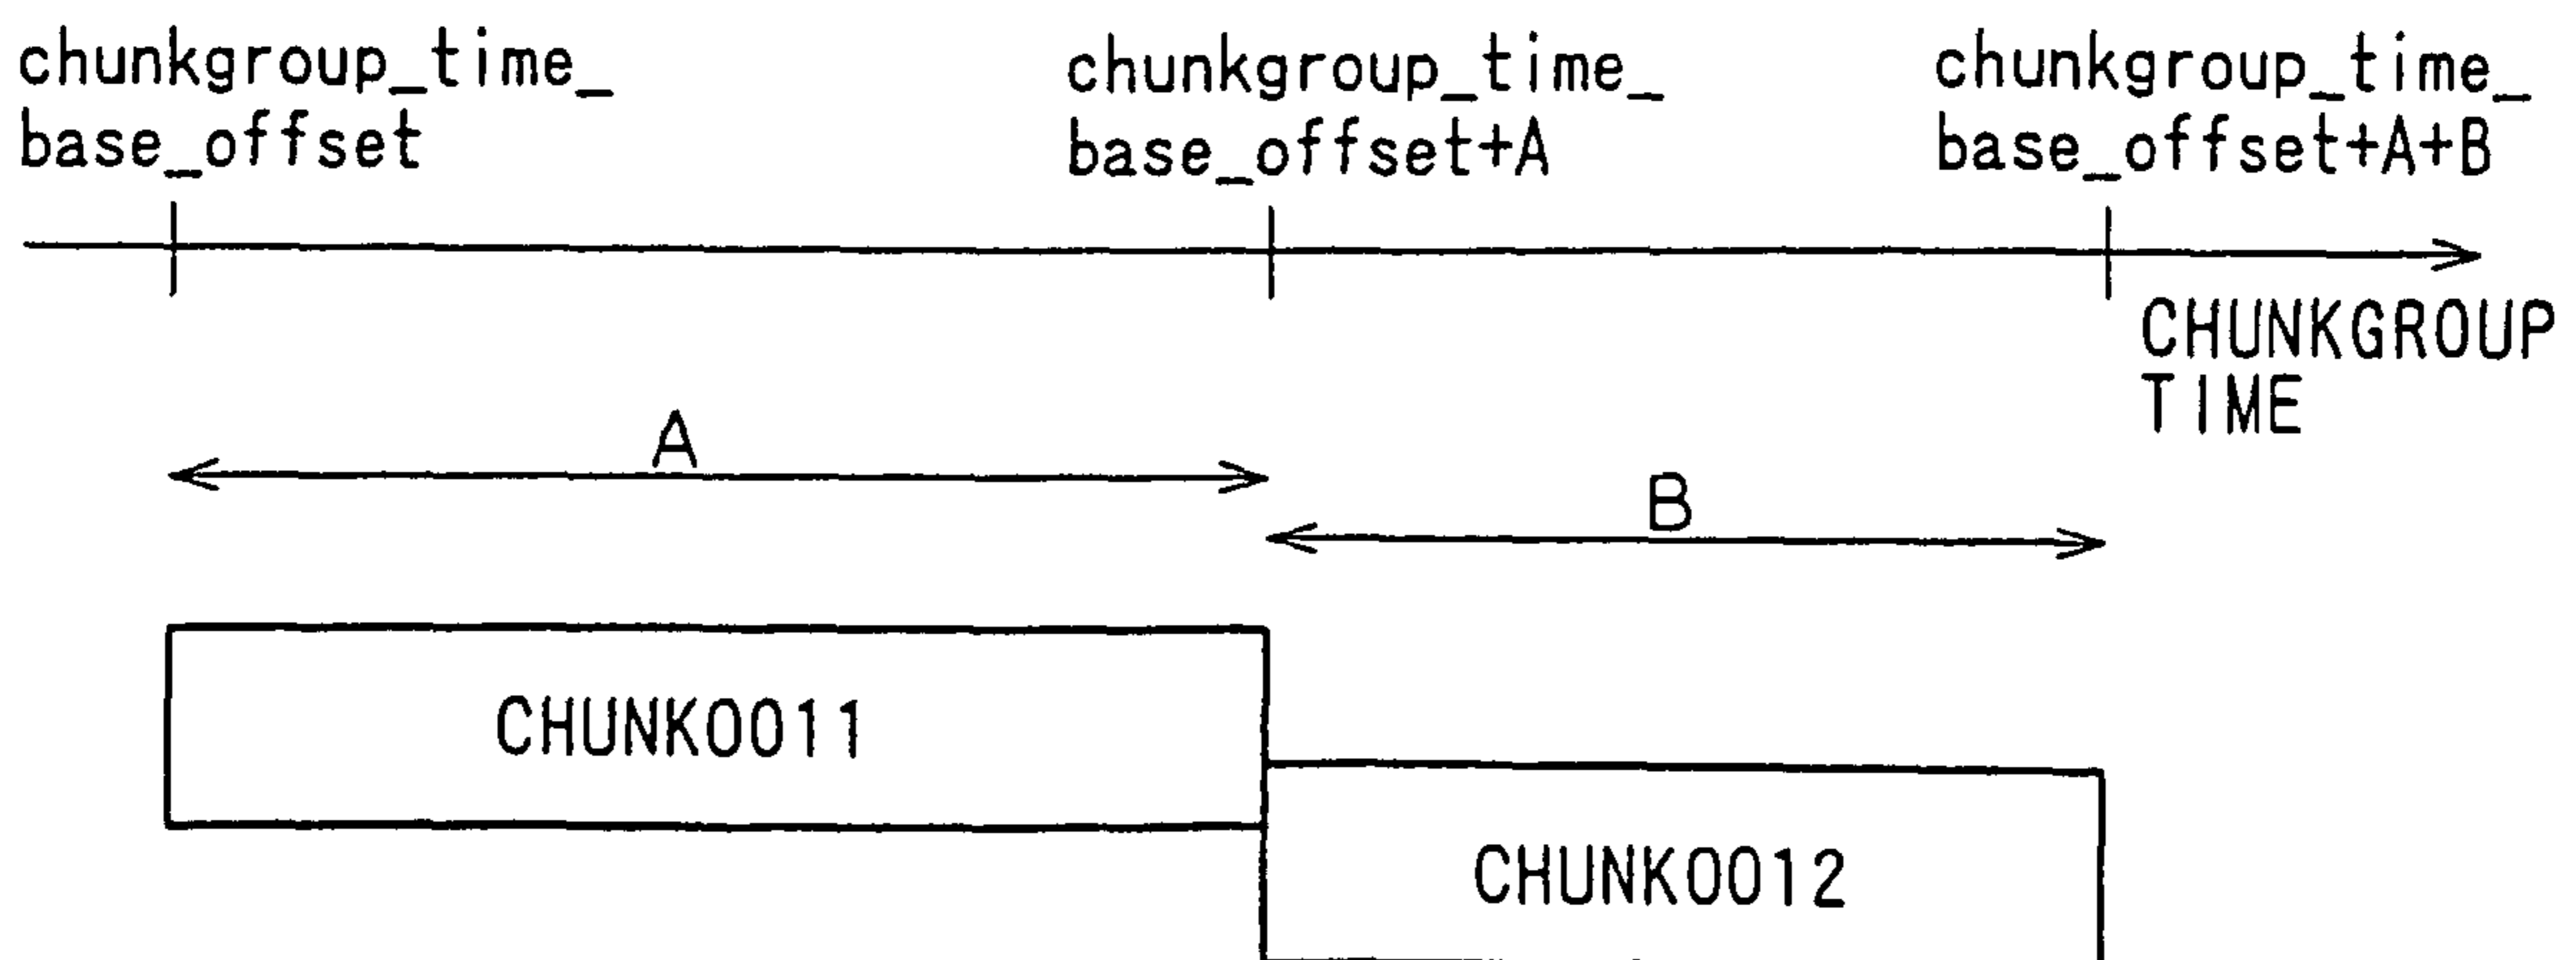 chunkgroup_time_
base_offset
chunkgroup_time_
base_offset+A
chunkgroup_time_
base_offset+A+B
CHUNKGROUP
TIME
A
B
CHUNK0011
CHUNK0012